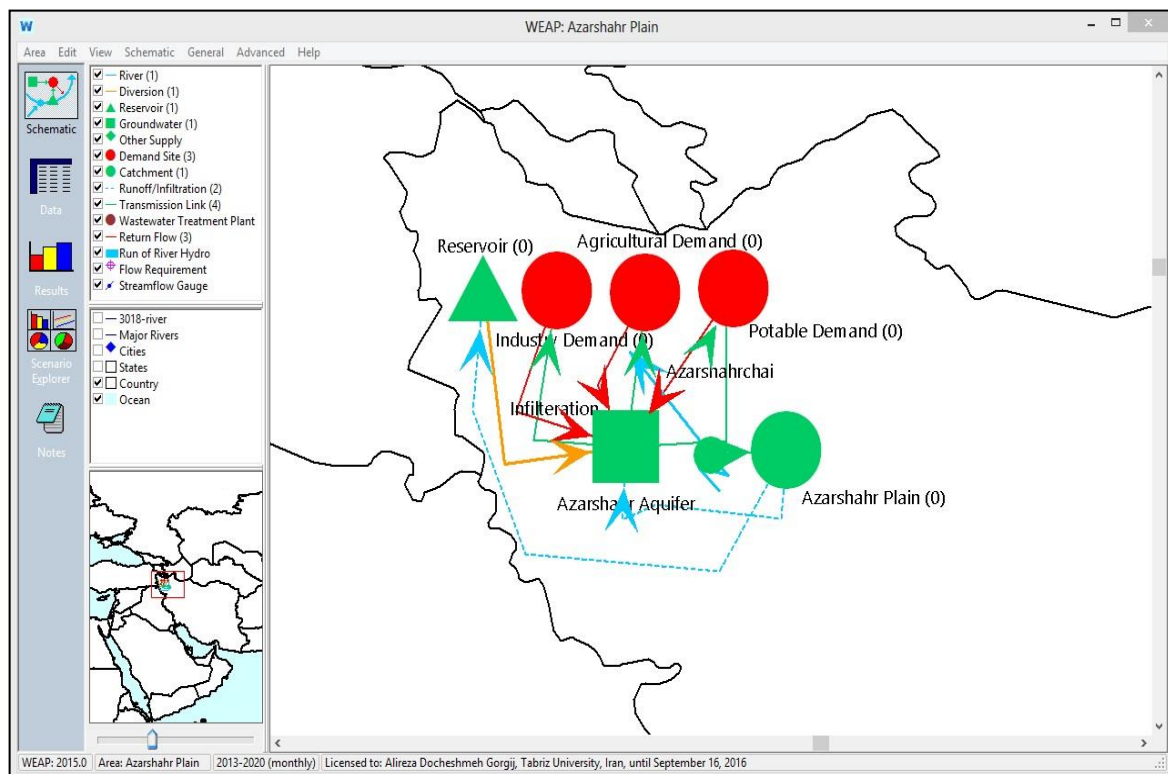 W
WEAP: Azarshahr Plain
Area Edit View Schematic General Advanced Help
Schematic
Data
Results
Scenario
Explorer
Notes
River (1)
Diversion (1)
Reservoir (1)
Groundwater (1)
Other Supply
Demand Site (3)
Catchment (1)
Runoff/Infiltration (2)
Transmission Link (4)
Wastewater Treatment Plant
Return Flow (3)
Run of River Hydro
Flow Requirement
Streamflow Gauge
3018-river
Major Rivers
Cities
States
Country
Ocean
Reservoir (0)
Agricultural Demand (0)
Industry Demand (0)
Potable Demand (0)
Azarshahrchai
Infilteration
Azarshahr Aquifer
Azarshahr Plain (0)
WEAP: 2015.0 Area: Azarshahr Plain 2013-2020 (monthly) Licensed to: Alireza Docheshmeh Gorgij, Tabriz University, Iran, until September 16, 2016